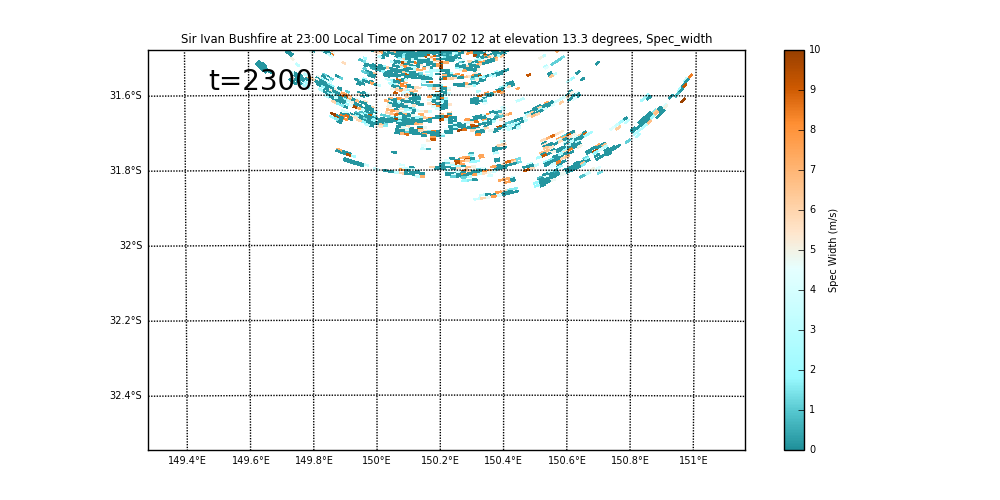 Sir Ivan Bushfire at 23:00 Local Time on 2017 02 12 at elevation 13.3 degrees, Spec_width
t=2300
31.6°S
31.8°S
32°S
32.2°S
32.4°S
149.4°E 149.6°E 149.8°E 150°E 150.2°E 150.4°E 150.6°E 150.8°E 151°E
10
9
8
7
6
5
4
3
2
1
0
Spec Width (m/s)